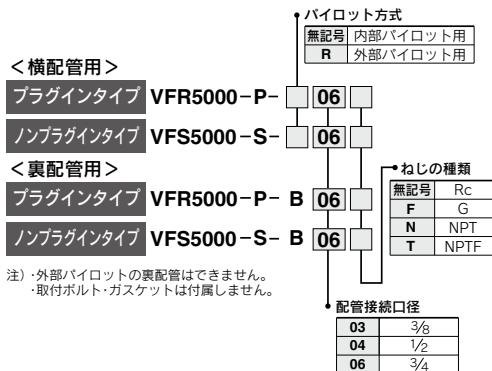 パイロット方式
無記号 内部パイロット用
R 外部パイロット用
＜横配管用＞
プラグインタイプ VFR5000-P- 06
ノンプラグインタイプ VFS5000-S- 06
＜裏配管用＞
プラグインタイプ VFR5000-P- B 06
ノンプラグインタイプ VFS5000-S- B 06
ねじの種類
無記号 Rc
F G
N NPT
T NPTF
注）・外部パイロットの裏配管はできません。
・取付ボルト・ガスケットは付属しません。
配管接続口径
03 3/8
04 1/2
06 3/4